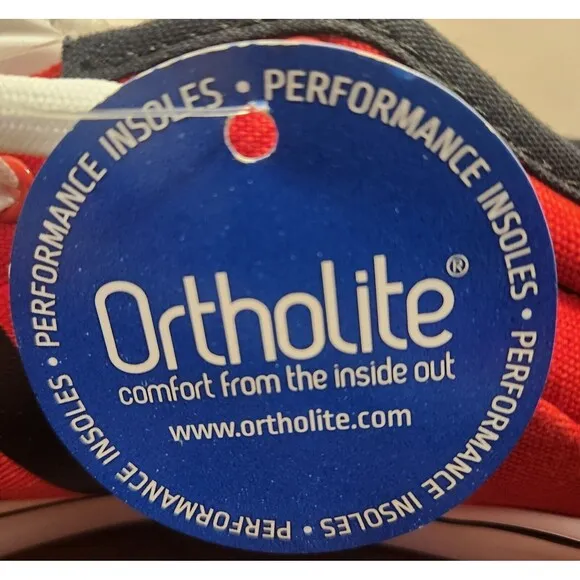 PERFORMANCE INSOLES • PERFORMANCE INSOLES • PERFORMANCE INSOLES • PERFORMANCE INSOLES •
Ortholite®
comfort from the inside out
www.ortholite.com